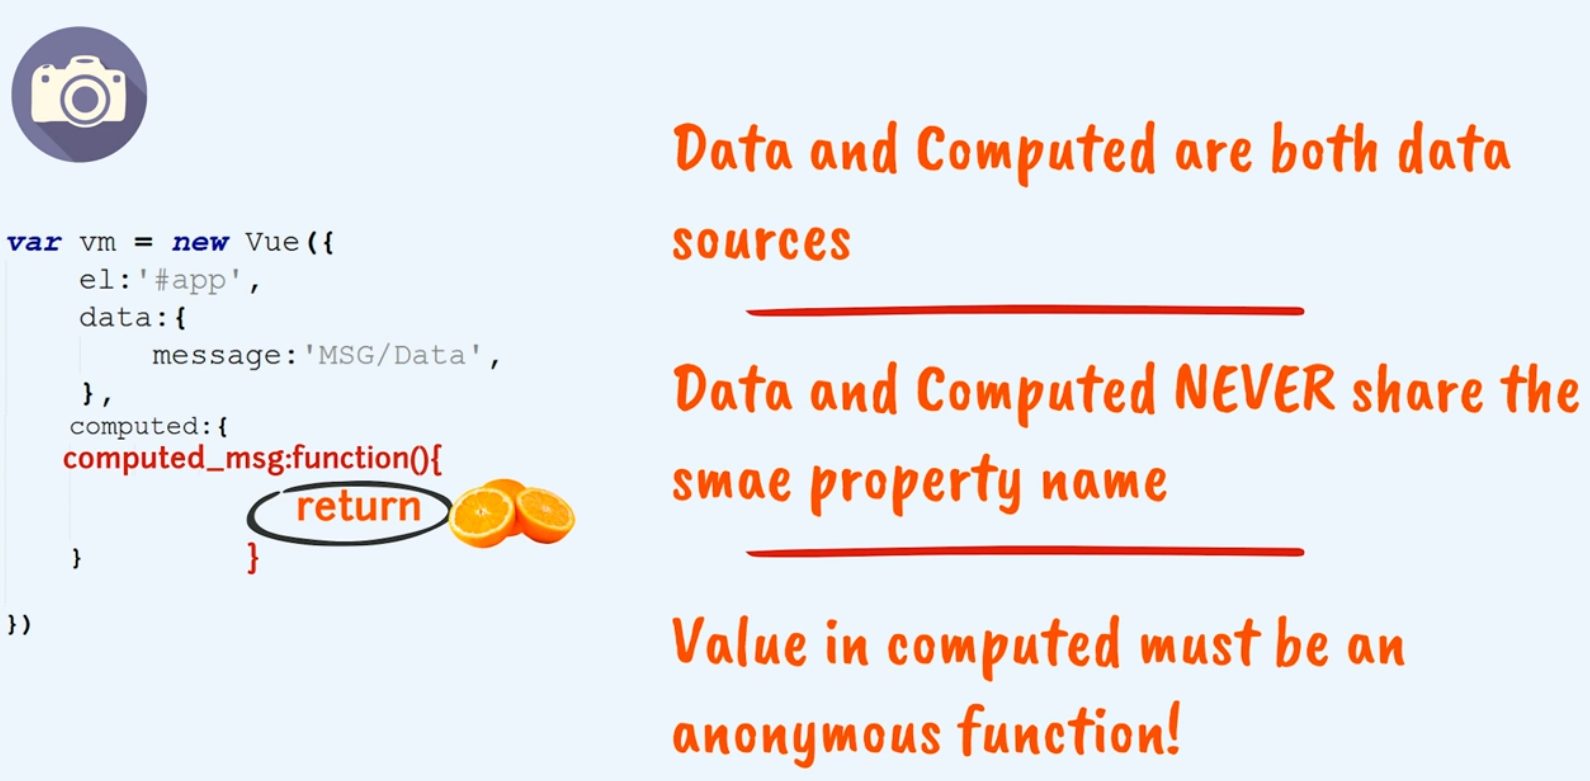 var vm = new Vue({
el:'#app',
data:{
message:'MSG/Data',
},
computed:{
computed_msg:function(){
return
}
}
})
Data and Computed are both data
sources
Data and Computed NEVER share the
smae property name
Value in computed must be an
anonymous function!